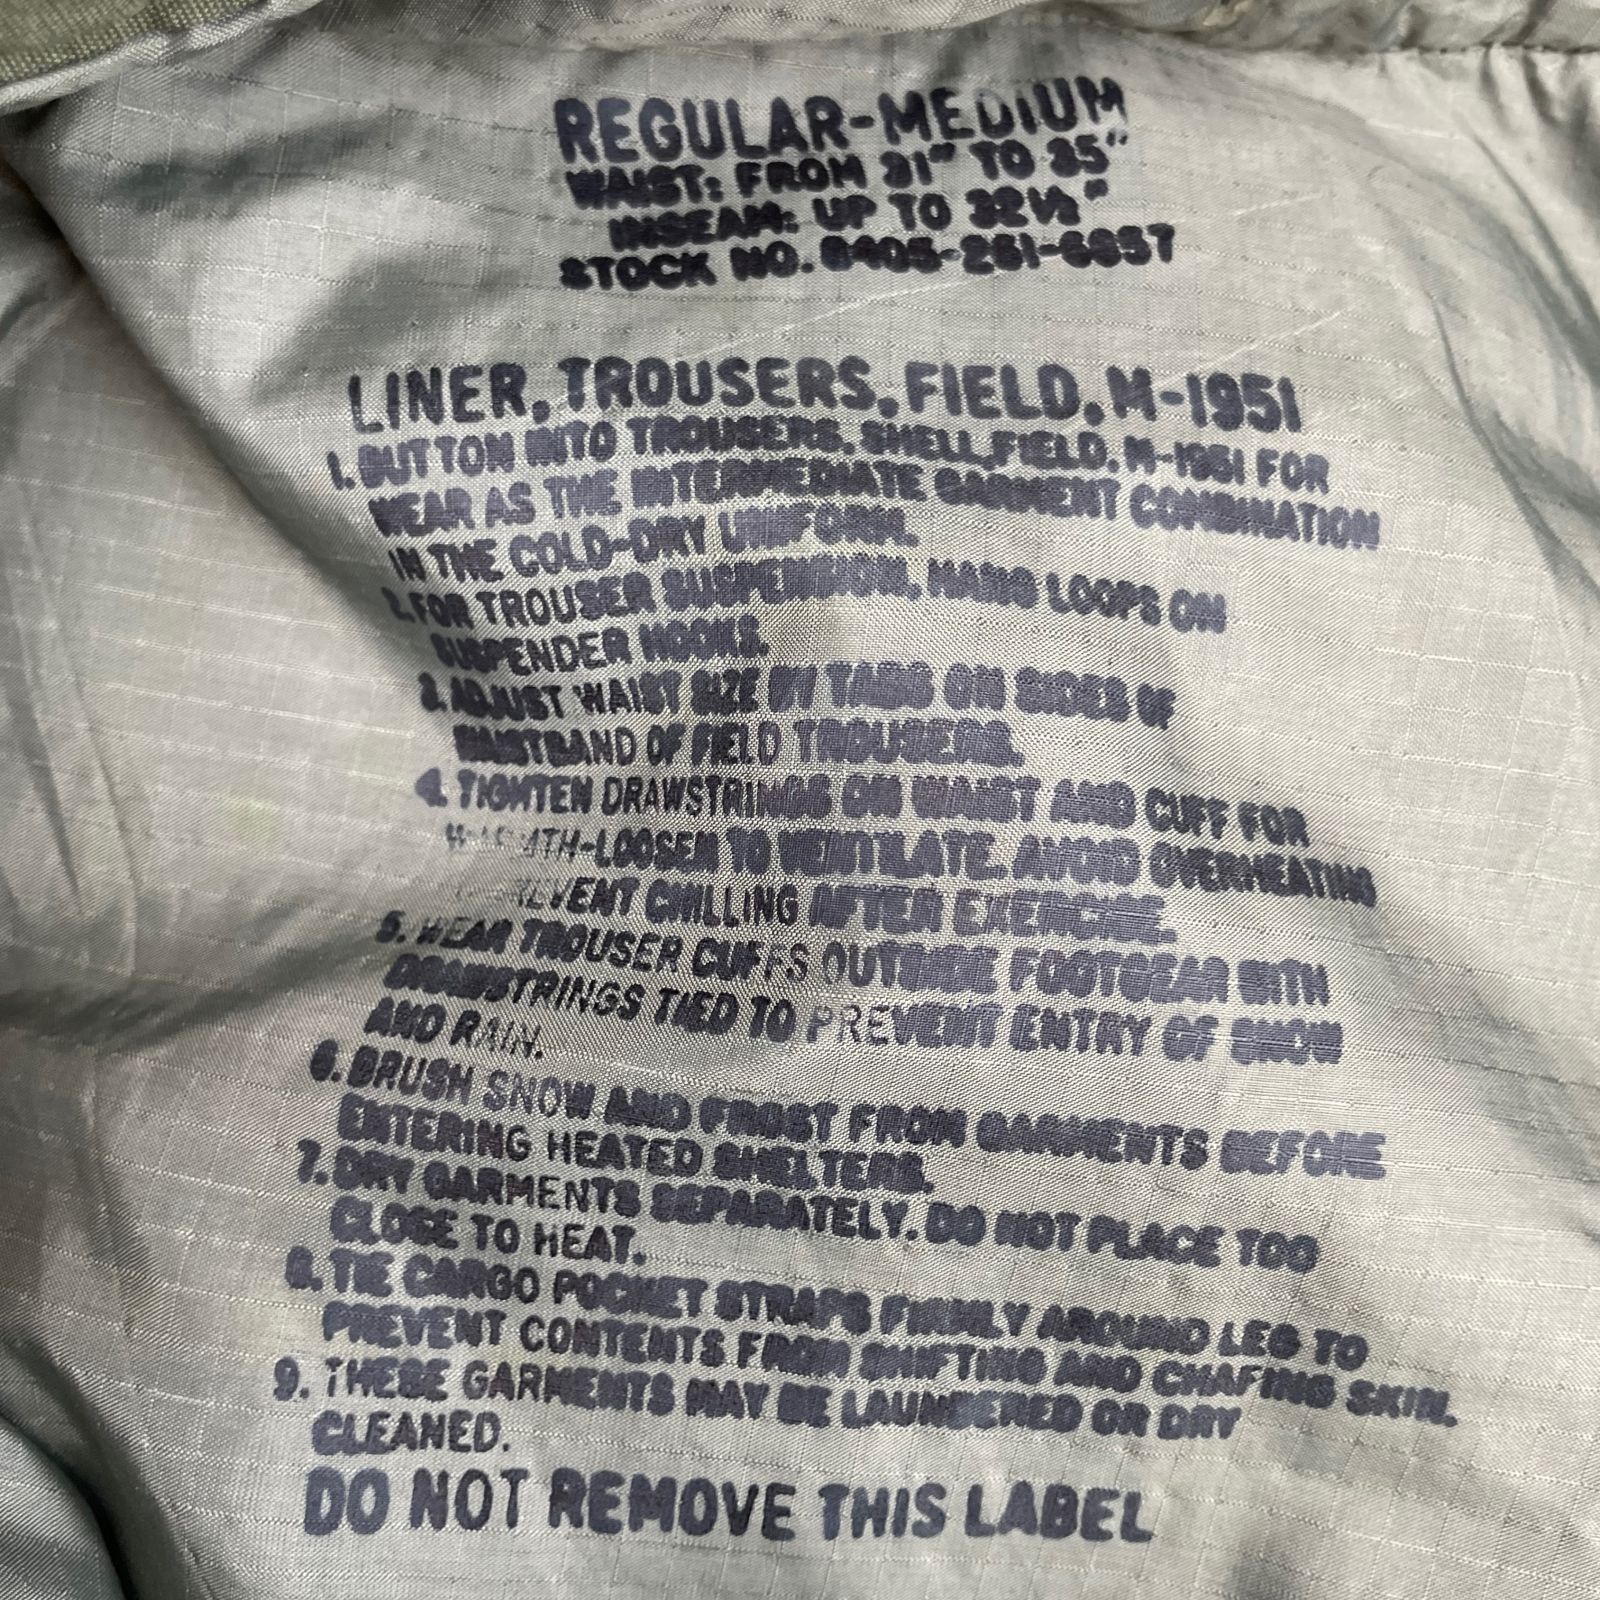 REGULAR-MEDIUM
WAIST: FROM 31" TO 35"
INSEAM: UP TO 32½"
STOCK NO. 8405-261-6857
LINER, TROUSERS, FIELD, M-1951
1. BUTTON INTO TROUSERS, SHELL, FIELD, M-1951 FOR
WEAR AS THE INTERMEDIATE GARMENT COMBINATION
IN THE COLD-DRY UNIFORM.
2. FOR TROUSER SUSPENSION, HANG LOOPS ON
SUSPENDER HOOKS.
3. ADJUST WAIST SIZE BY TABS ON SIDES OF
WAISTBAND OF FIELD TROUSERS.
4. TIGHTEN DRAWSTRINGS ON WAIST AND CUFF FOR
WARMTH-LOOSEN TO VENTILATE. AVOID OVERHEATING
PREVENT CHILLING AFTER EXERCISE.
5. WEAR TROUSER CUFFS OUTSIDE FOOTGEAR WITH
DRAWSTRINGS TIED TO PREVENT ENTRY OF SNOW
AND RAIN.
6. BRUSH SNOW AND FROST FROM GARMENTS BEFORE
ENTERING HEATED SHELTERS.
7. DRY GARMENTS SEPARATELY. DO NOT PLACE TOO
CLOSE TO HEAT.
8. TIE CARGO POCKET STRAPS FIRMLY AROUND LEG TO
PREVENT CONTENTS FROM SHIFTING AND CHAFING SKIN.
9. THESE GARMENTS MAY BE LAUNDERED OR DRY
CLEANED.
DO NOT REMOVE THIS LABEL